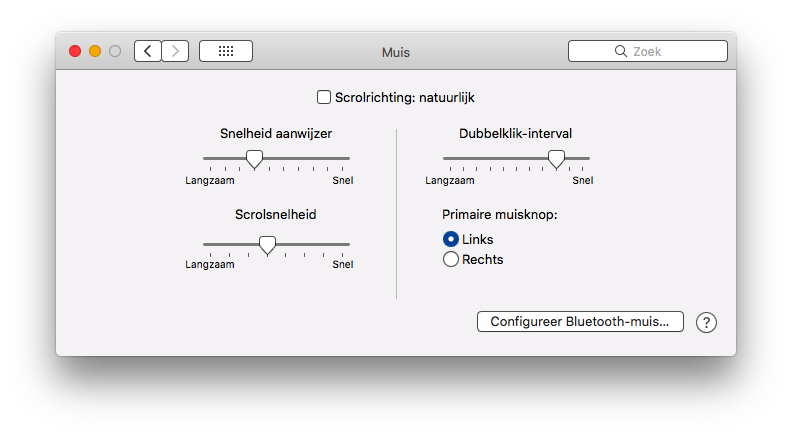 Muis
Zoek
Scrolrichting: natuurlijk
Snelheid aanwijzer
Langzaam Snel
Scrolsnelheid
Langzaam Snel
Dubbelklik-interval
Langzaam Snel
Primaire muisknop:
Links
Rechts
Configureer Bluetooth-muis...
?